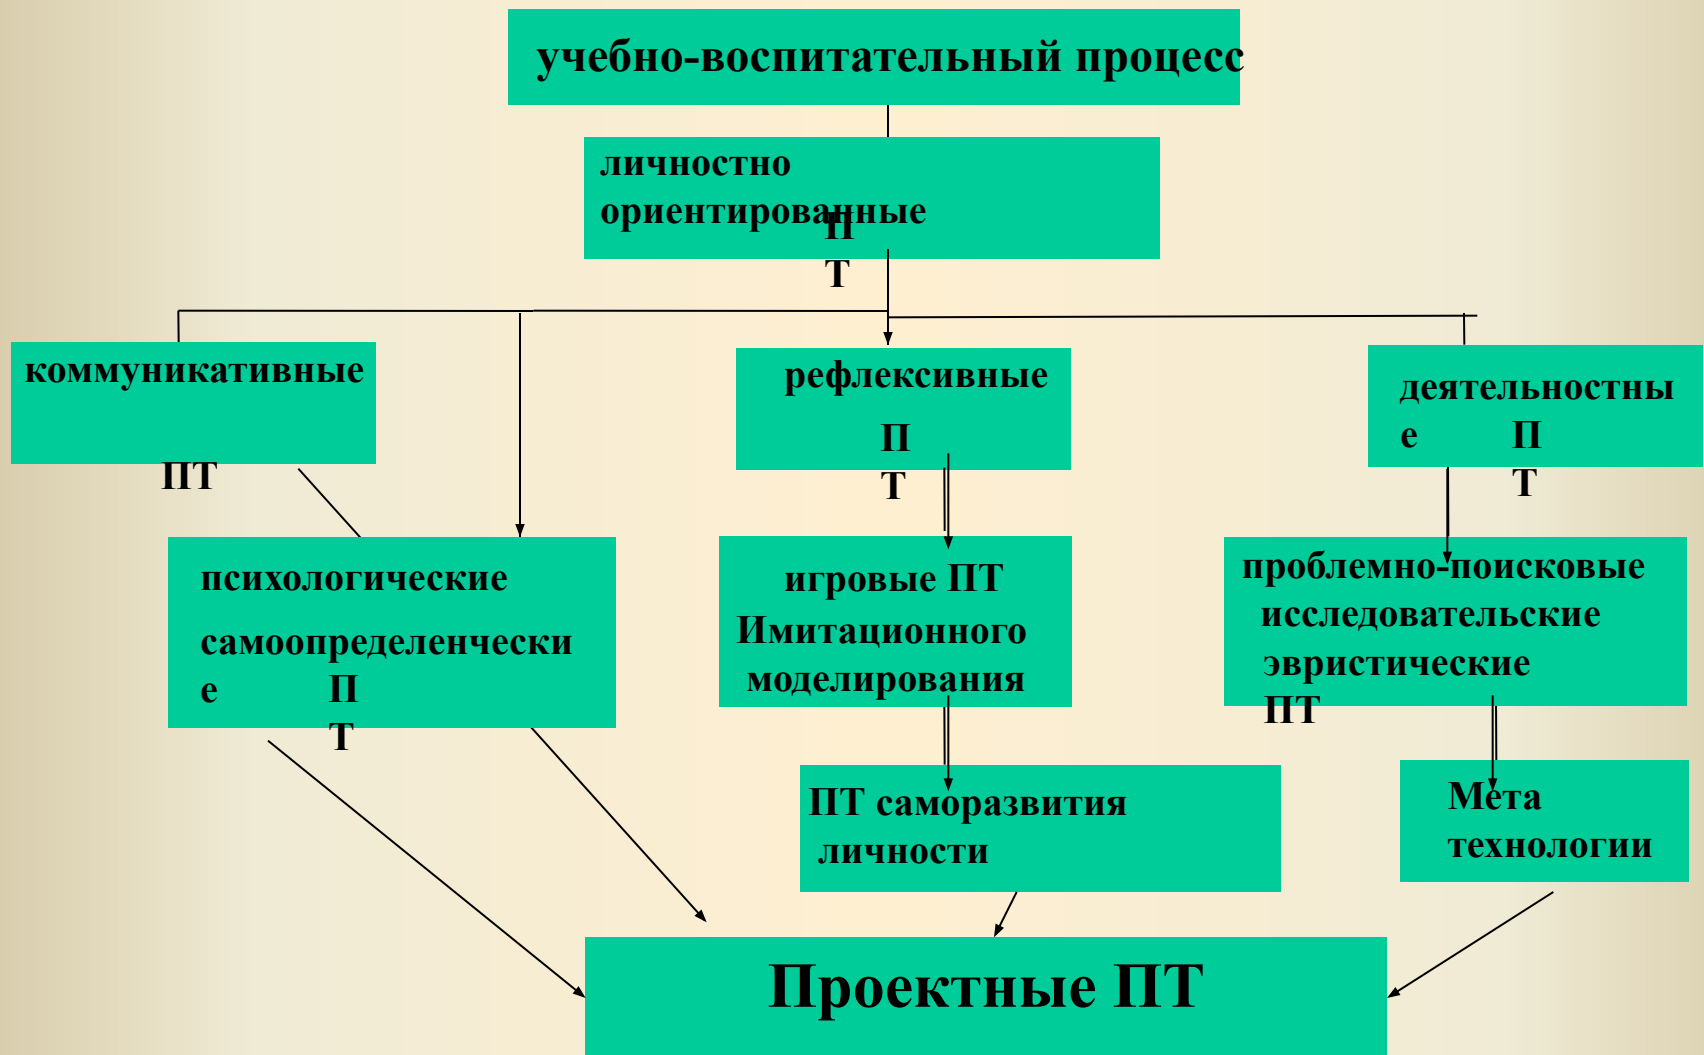 учебно-воспитательный процесс
личностно
ориентированные
П
Т
коммуникативные
ПТ
рефлексивные
П
Т
деятельностны
е П
Т
психологические
самоопределенчески
е П
Т
игровые ПТ
Имитационного
моделирования
проблемно-поисковые
исследовательские
эвристические
ПТ
ПТ саморазвития
личности
Мета
технологии
Проектные ПТ